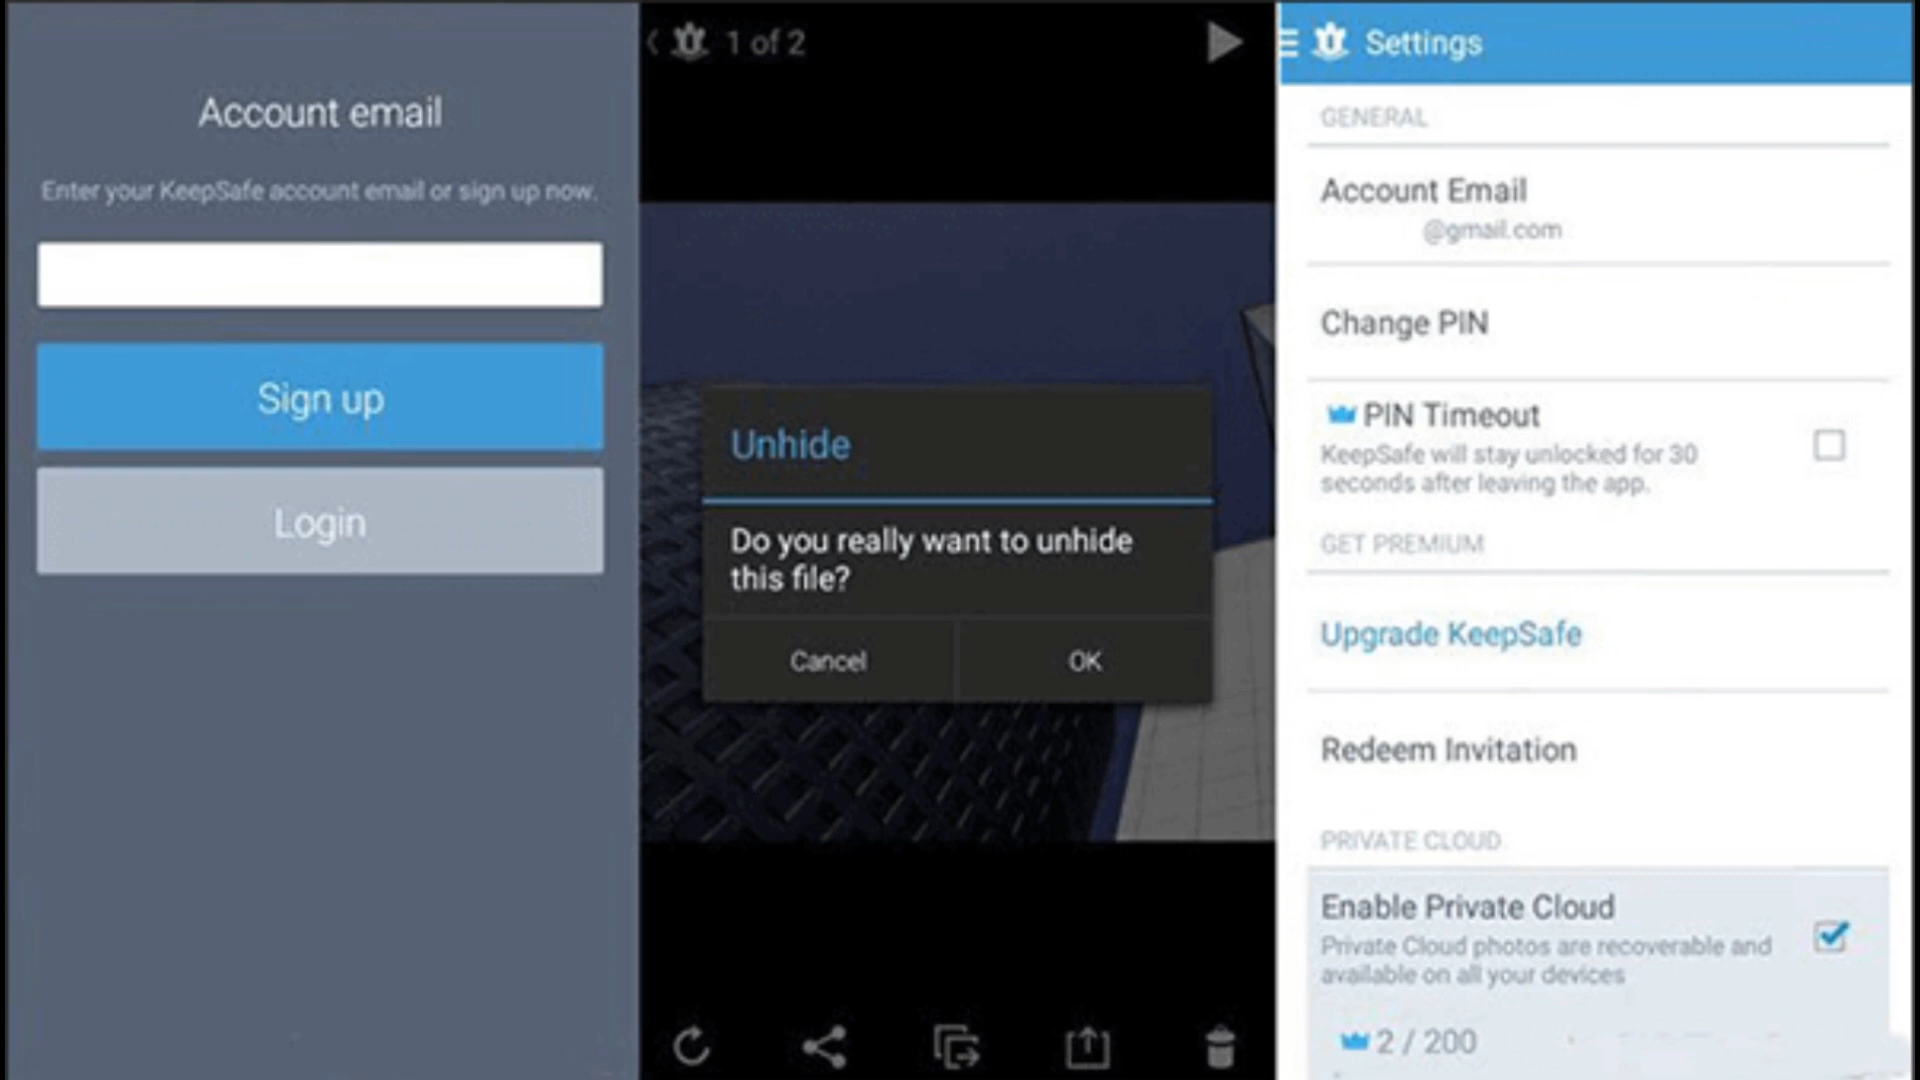 Account email
Enter your KeepSafe account email or sign up now.
Sign up
Login
1 of 2
Unhide
Do you really want to unhide
this file?
Cancel
OK
Settings
GENERAL
Account Email
@gmail.com
Change PIN
PIN Timeout
KeepSafe will stay unlocked for 30
seconds after leaving the app.
GET PREMIUM
Upgrade KeepSafe
Redeem Invitation
PRIVATE CLOUD
Enable Private Cloud
Private Cloud photos are recoverable and
available on all your devices
2 / 200